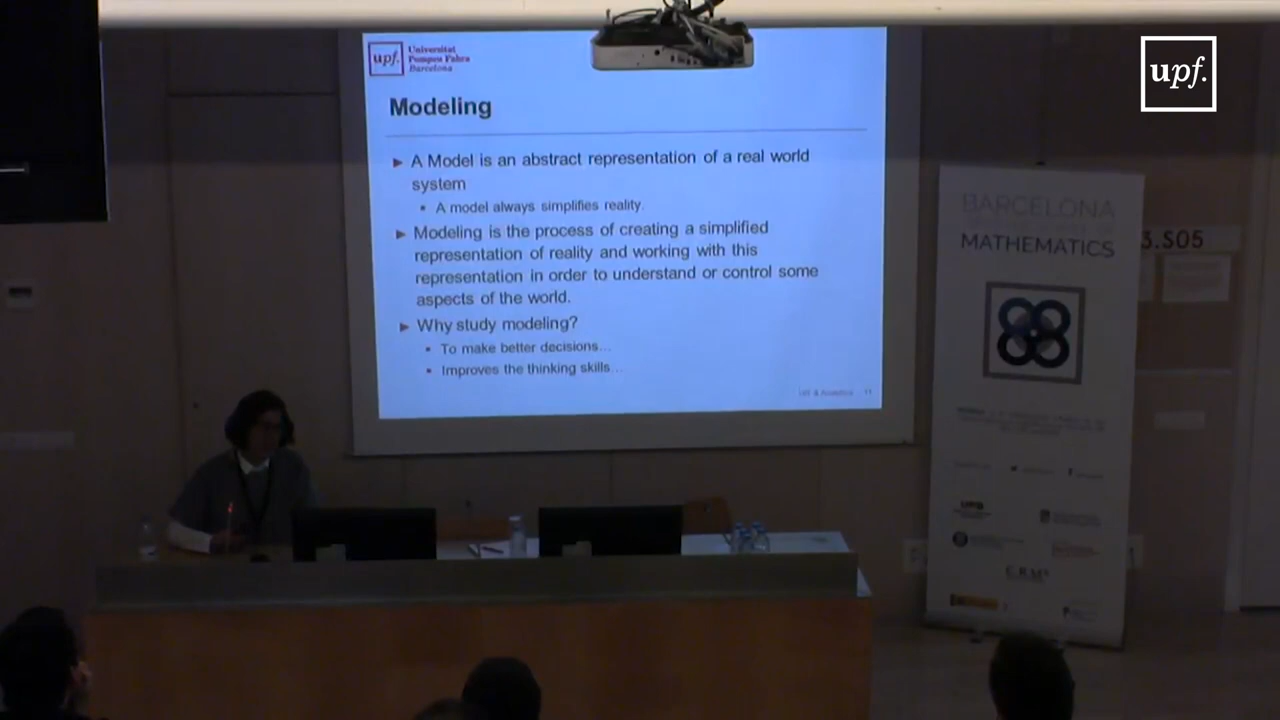 upf.
Universitat
Pompeu Fabra
Barcelona
upf.
Modeling
► A Model is an abstract representation of a real world
system
▪ A model always simplifies reality.
► Modeling is the process of creating a simplified
representation of reality and working with this
representation in order to understand or control some
aspects of the world.
► Why study modeling?
▪ To make better decisions…
▪ Improves the thinking skills…
11
BARCELONA
MATHEMATICS
3.S05